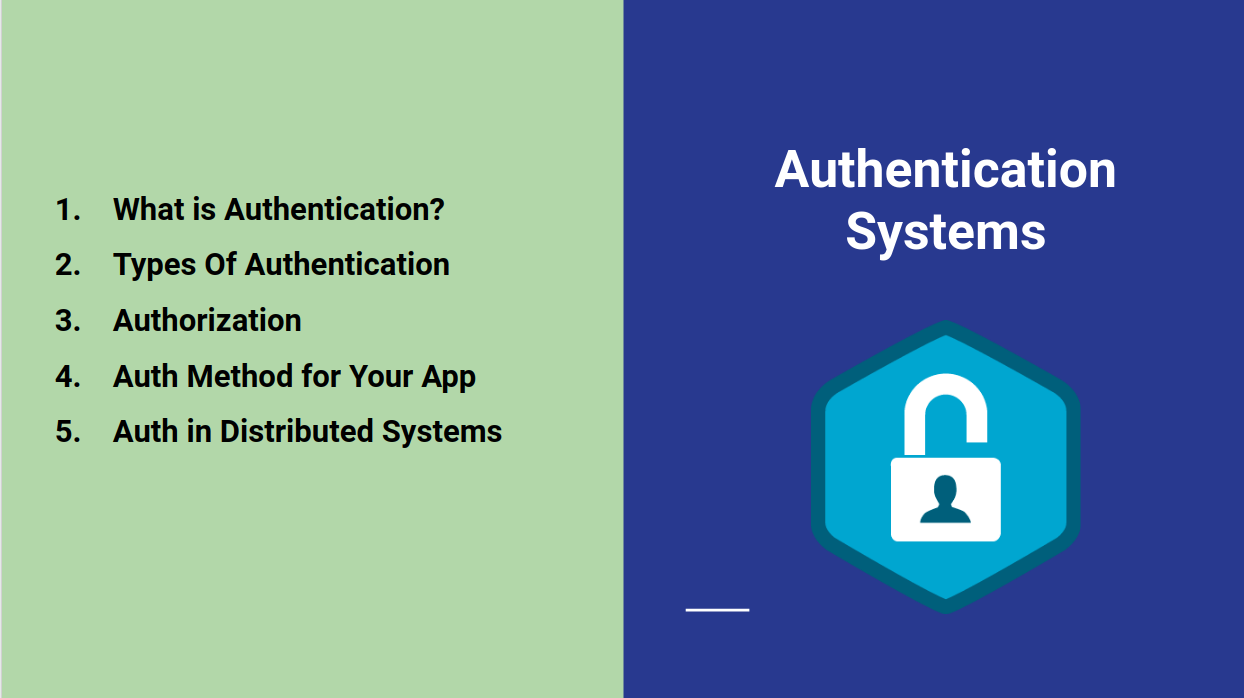 1. What is Authentication?
2. Types Of Authentication
3. Authorization
4. Auth Method for Your App
5. Auth in Distributed Systems
Authentication
Systems